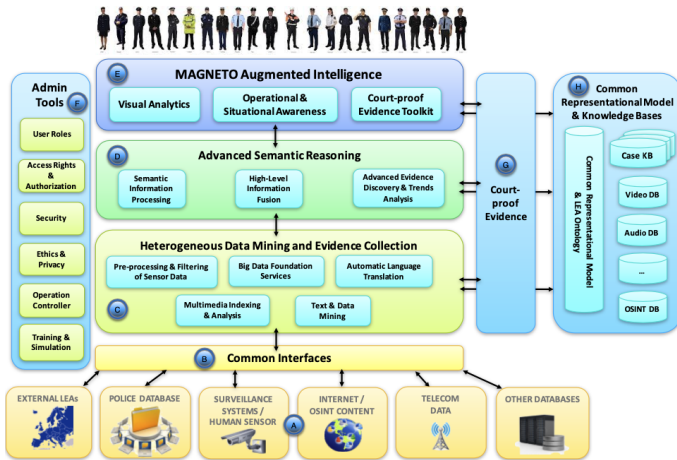 E
MAGNETO Augmented Intelligence
Visual Analytics
Operational &
Situational Awareness
Court-proof
Evidence Toolkit
D
Advanced Semantic Reasoning
Semantic
Information
Processing
High-Level
Information
Fusion
Advanced Evidence
Discovery & Trends
Analysis
Heterogeneous Data Mining and Evidence Collection
Pre-processing & Filtering
of Sensor Data
Big Data Foundation
Services
Automatic Language
Translation
C
Multimedia Indexing
& Analysis
Text & Data
Mining
B
Common Interfaces
Admin
Tools
F
User Roles
Access Rights
&
Authorization
Security
Ethics &
Privacy
Operation
Controller
Training &
Simulation
G
Court-
proof
Evidence
H
Common
Representational Model
& Knowledge Bases
Common Representational Model
& LEA Ontology
Case KB
Video DB
Audio DB
...
OSINT DB
EXTERNAL LEAs
POLICE DATABASE
SURVEILLANCE
SYSTEMS /
HUMAN SENSOR
A
INTERNET /
OSINT CONTENT
TELECOM
DATA
OTHER DATABASES